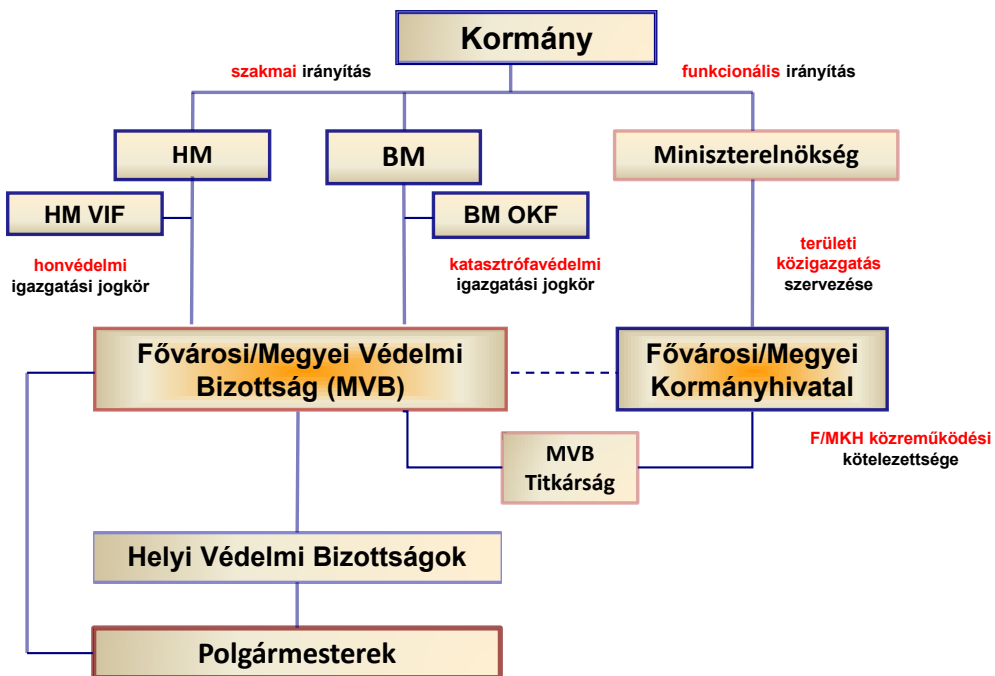 Kormány
szakmai irányítás
funkcionális irányítás
HM
BM
Miniszterelnökség
HM VIF
BM OKF
honvédelmi
igazgatási jogkör
katasztrófavédelmi
igazgatási jogkör
területi
közigazgatás
szervezése
Fővárosi/Megyei Védelmi
Bizottság (MVB)
Fővárosi/Megyei
Kormányhivatal
MVB
Titkárság
F/MKH közreműködési
kötelezettsége
Helyi Védelmi Bizottságok
Polgármesterek